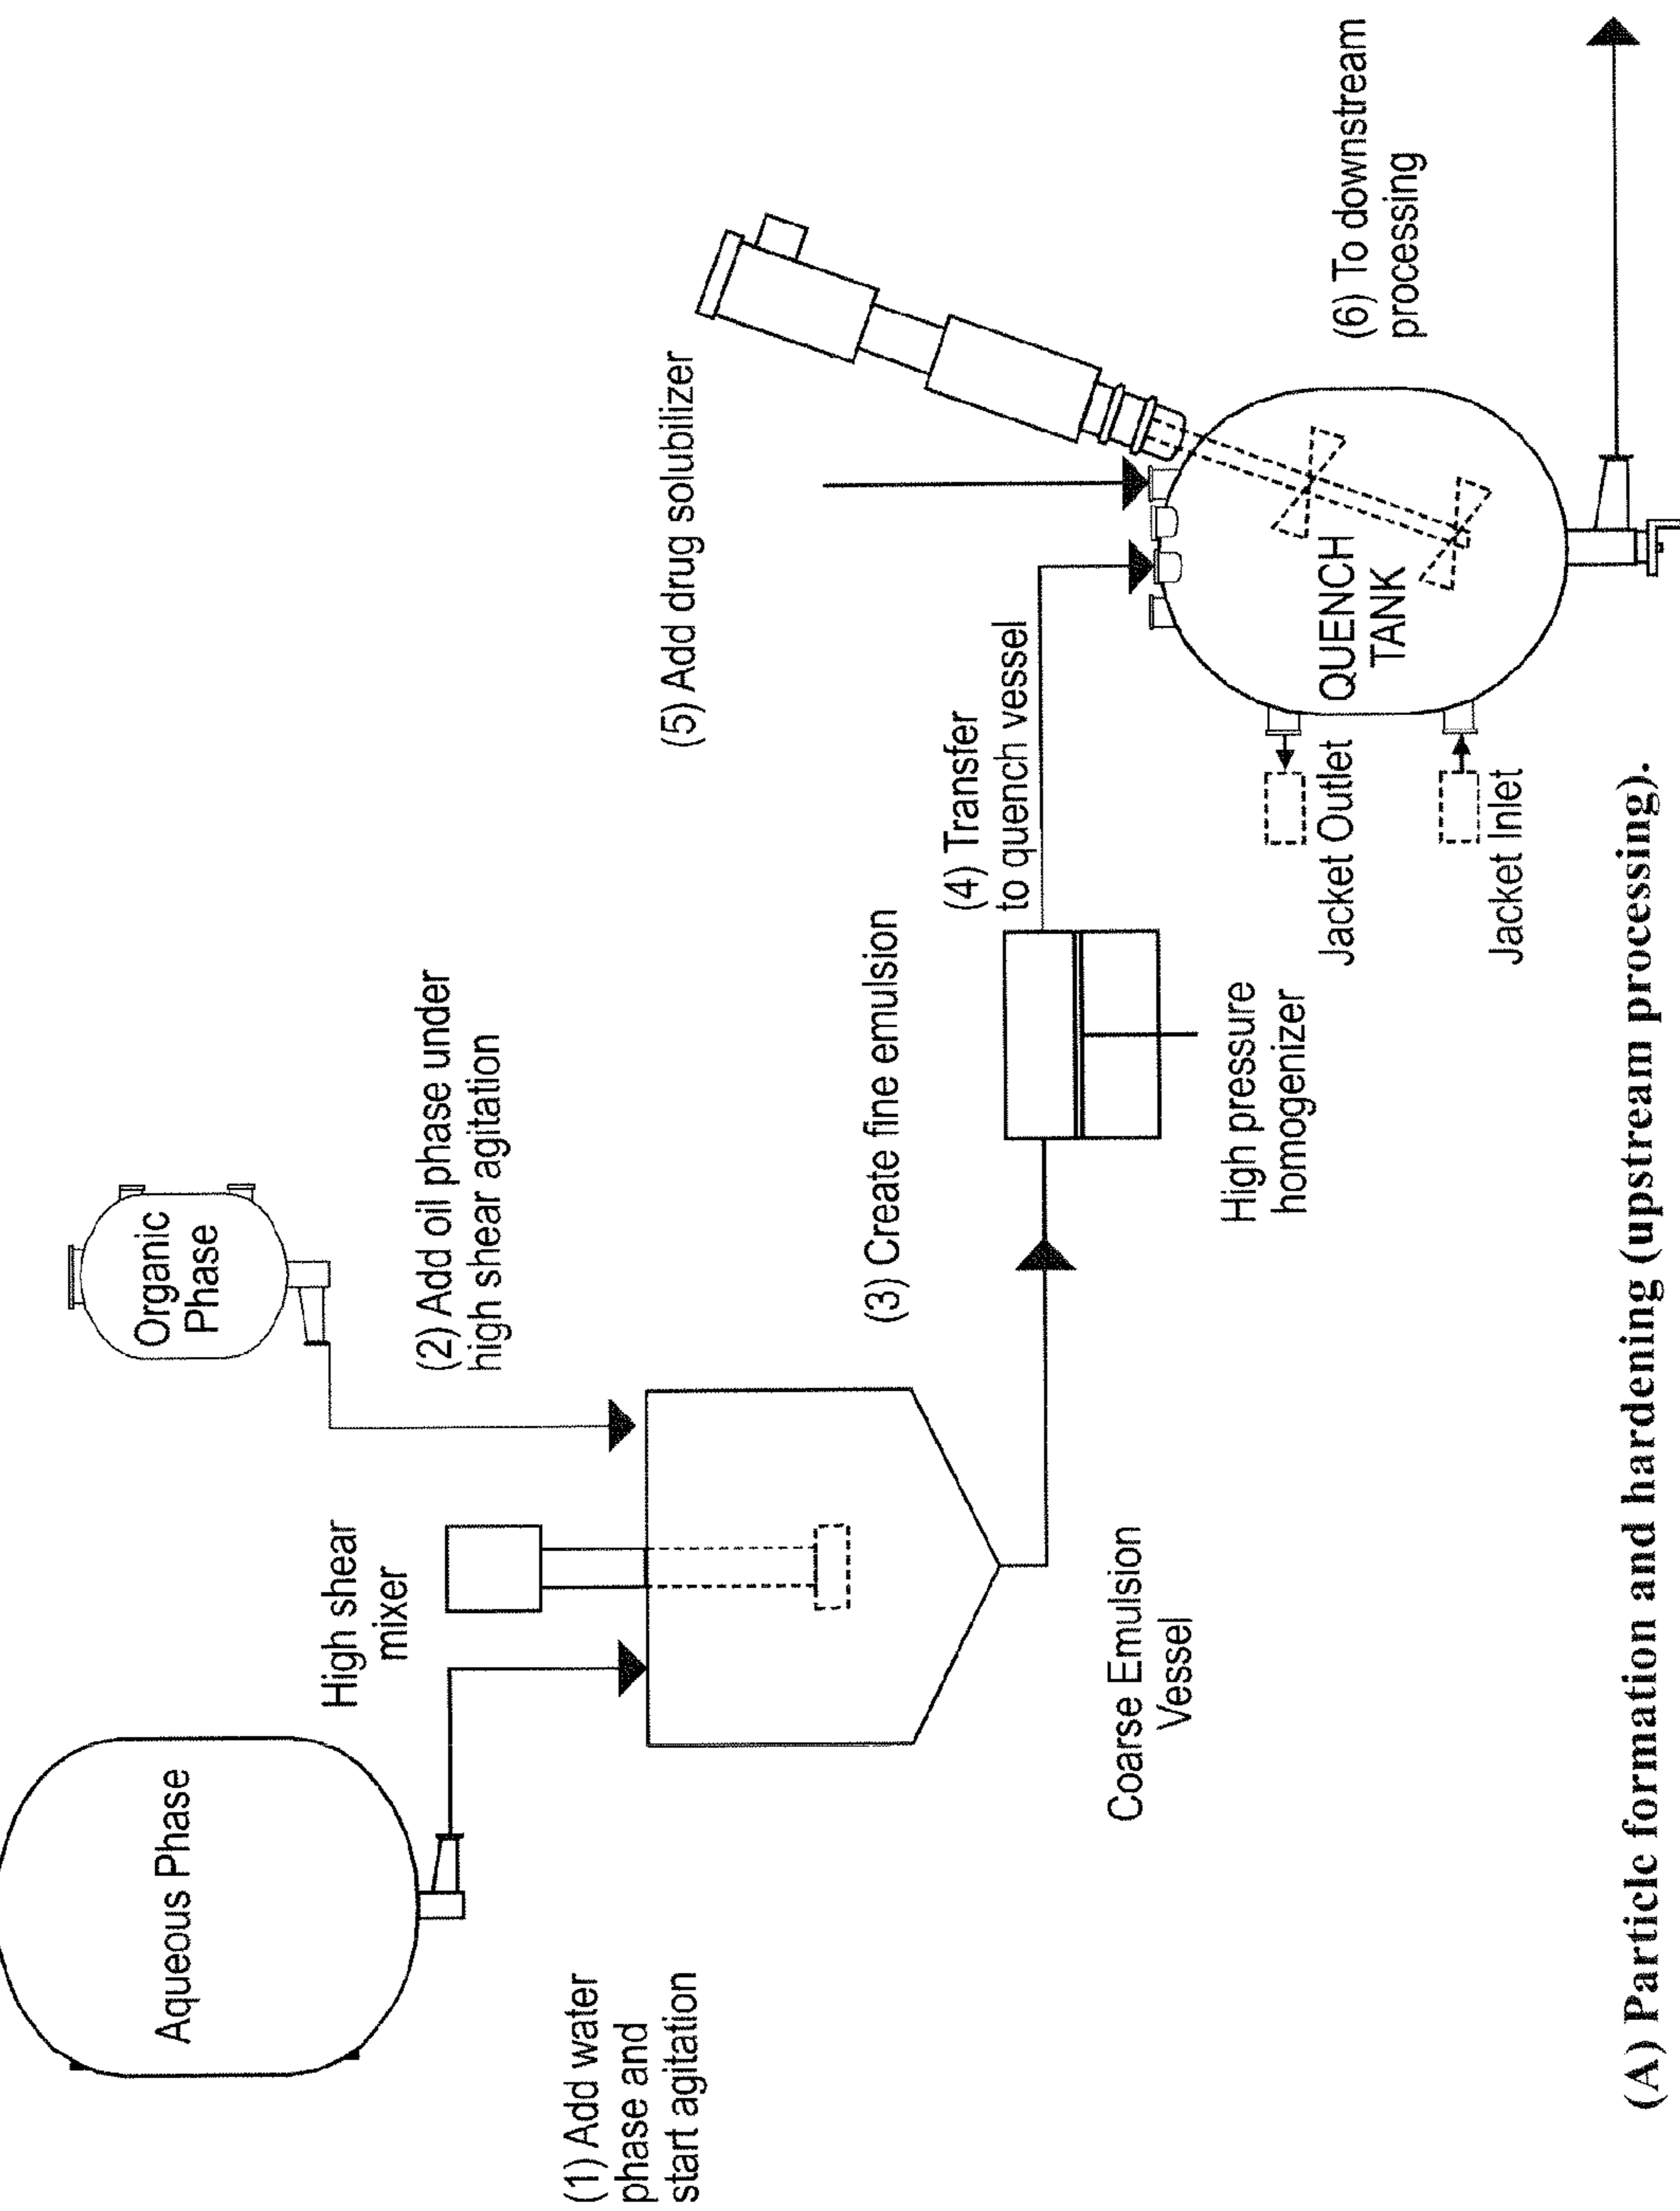 Aqueous Phase
(1) Add water
phase and
start agitation
High shear
mixer
Organic
Phase
(2) Add oil phase under
high shear agitation
Coarse Emulsion
Vessel
(3) Create fine emulsion
High pressure
homogenizer
(4) Transfer
to quench vessel
(5) Add drug solubilizer
QUENCH
TANK
Jacket Outlet
Jacket Inlet
(6) To downstream
processing
(A) Particle formation and hardening (upstream processing).